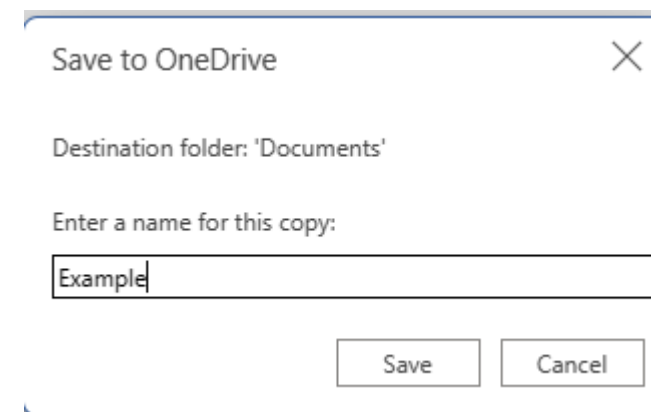 Save to OneDrive
Destination folder: 'Documents'
Enter a name for this copy:
Example
Save Cancel